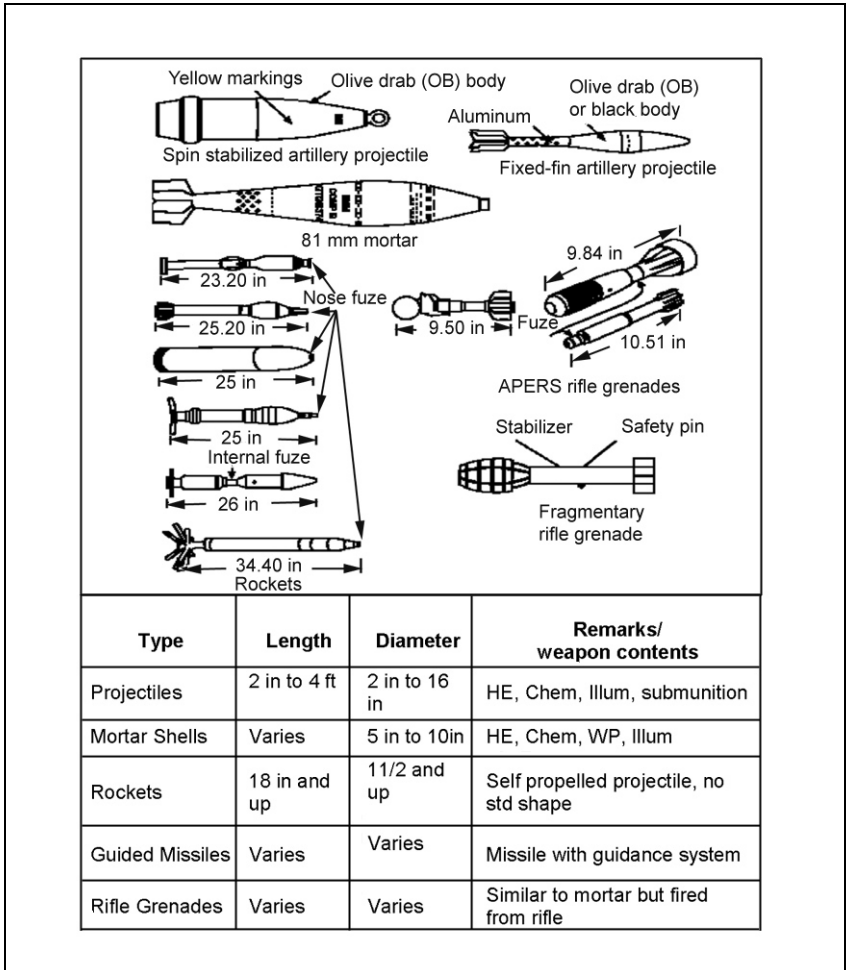 Yellow markings
Olive drab (OB) body
Spin stabilized artillery projectile
Olive drab (OB)
or black body
Aluminum
Fixed-fin artillery projectile
81 mm mortar
23.20 in
Nose fuze
25.20 in
25 in
25 in
Internal fuze
26 in
34.40 in
Rockets
9.50 in
Fuze
9.84 in
10.51 in
APERS rifle grenades
Stabilizer
Safety pin
Fragmentary
rifle grenade
Type Length Diameter Remarks/
weapon contents
Projectiles 2 in to 4 ft 2 in to 16
in HE, Chem, Illum, submunition
Mortar Shells Varies 5 in to 10in HE, Chem, WP, Illum
Rockets 18 in and
up 11/2 and
up Self propelled projectile, no
std shape
Guided Missiles Varies Varies Missile with guidance system
Rifle Grenades Varies Varies Similar to mortar but fired
from rifle